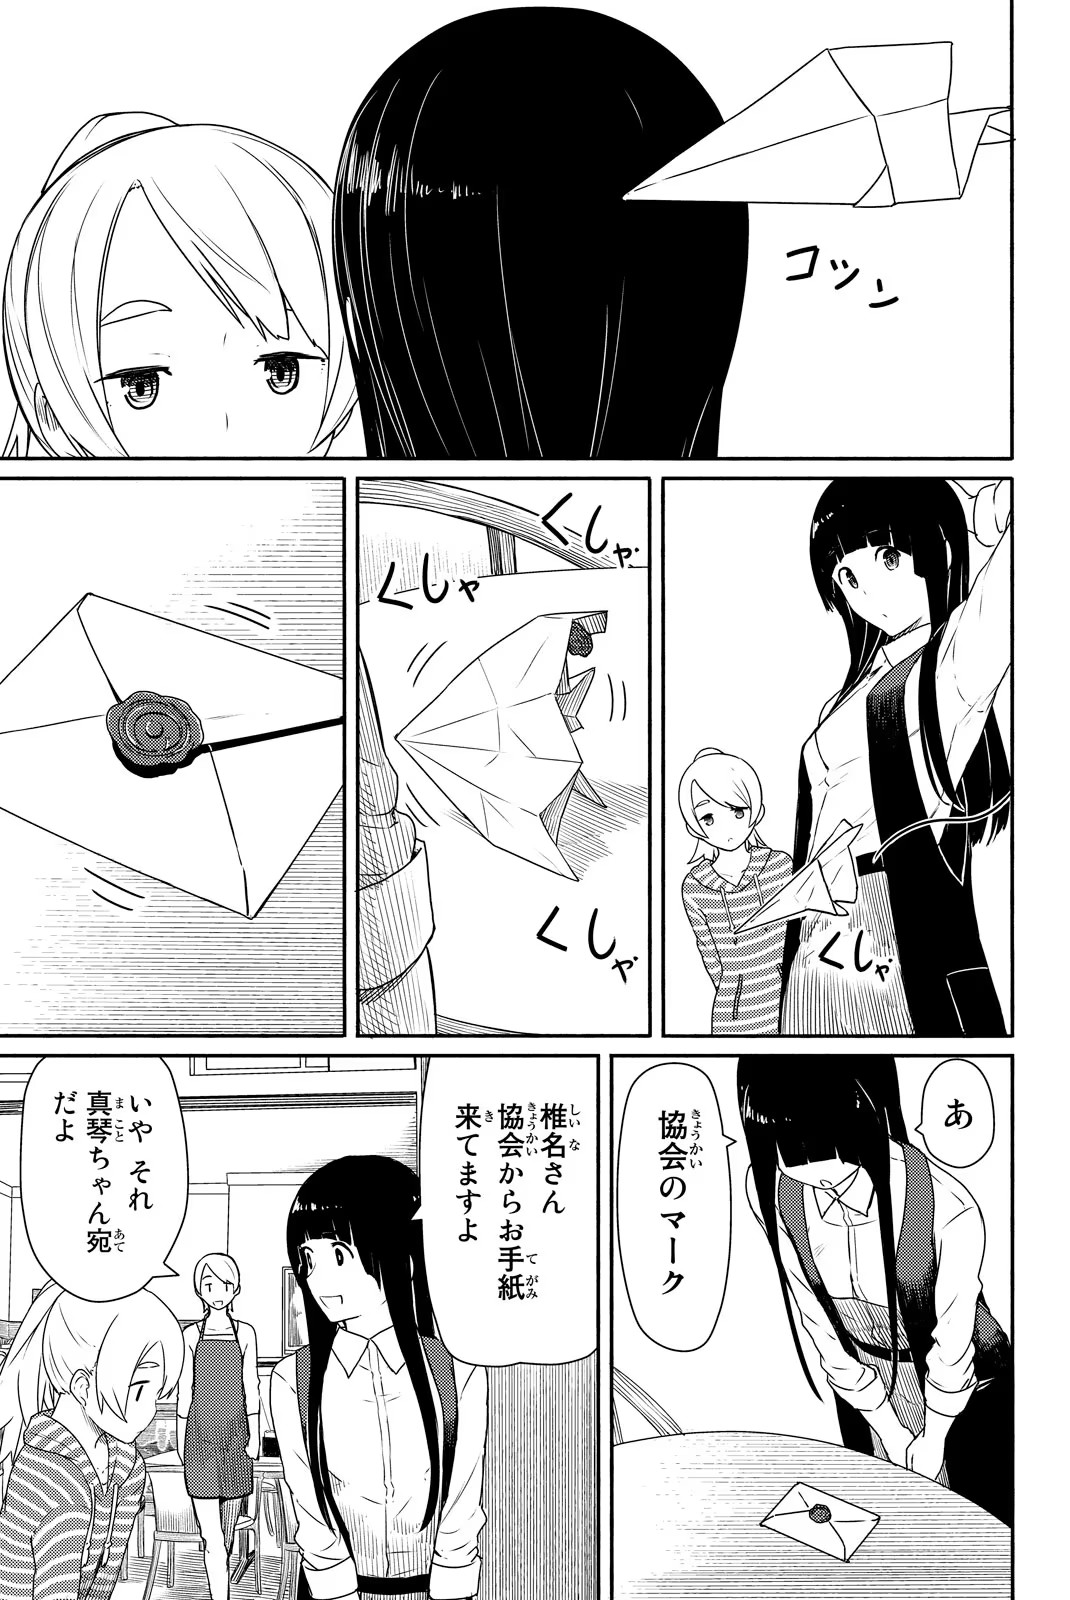 コツン
くしゃ
くしゃ
くしゃ
くしゃ
あ
協会のマーク
椎名さん
協会からお手紙
来てますよ
いや それ
真琴ちゃん宛
だよ